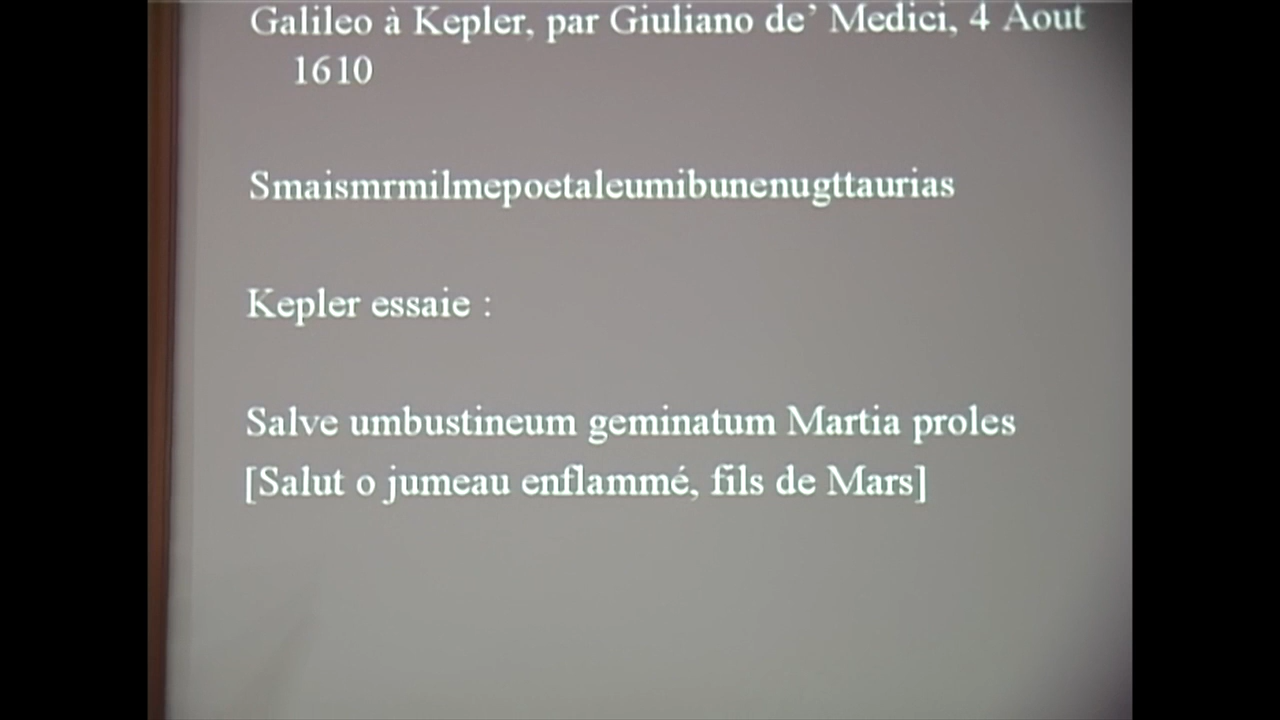 Galileo à Kepler, par Giuliano de’ Medici, 4 Aout
1610
Smaismrmilmepoetaleumibunenugttaurias
Kepler essaie :
Salve umbustineum geminatum Martia proles
[Salut o jumeau enflammé, fils de Mars]